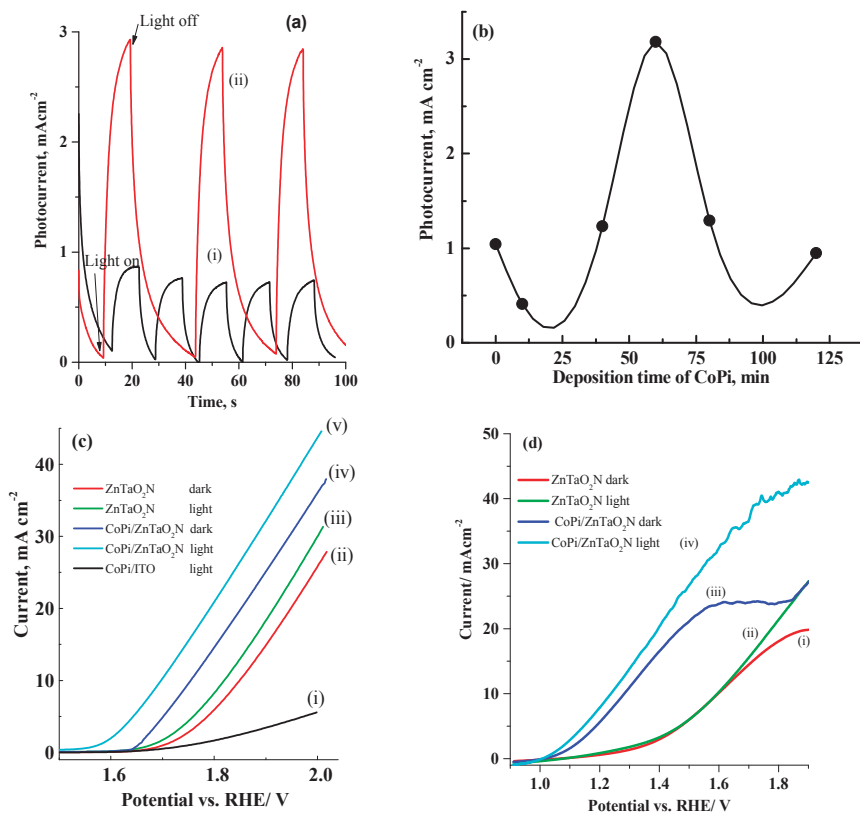 (a)
Light off
(ii)
(i)
Light on
3
2
1
0
0 20 40 60 80 100
Photocurrent, mAcm-2
Time, s
(b)
3
2
1
0
0 25 50 75 100 125
Photocurrent, mA cm-2
Deposition time of CoPi, min
(c)
(v)
(iv)
(iii)
(ii)
(i)
ZnTaO2N dark
ZnTaO2N light
CoPi/ZnTaO2N dark
CoPi/ZnTaO2N light
CoPi/ITO light
40
30
20
10
0
1.6 1.8 2.0
Current, mA cm-2
Potential vs. RHE/ V
(d)
ZnTaO2N dark
ZnTaO2N light
CoPi/ZnTaO2N dark
CoPi/ZnTaO2N light (iv)
(iii)
(ii)
(i)
50
40
30
20
10
0
1.0 1.2 1.4 1.6 1.8
Current/ mAcm-2
Potential vs. RHE/ V